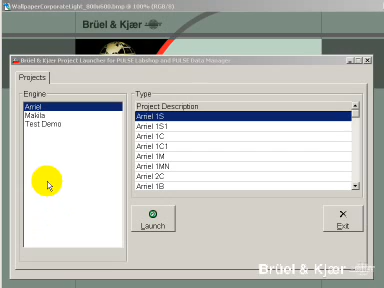 WallpaperCorporateLight_800x600.bmp @ 100% (RGB/8)
Brüel & Kjær
Brüel & Kjær Project Launcher for PULSE Labshop and PULSE Data Manager
Projects
Engine
Arriel
Makila
Test Demo
Type
Project Description
Arriel 1S
Arriel 1S1
Arriel 1C
Arriel 1C1
Arriel 1M
Arriel 1MN
Arriel 2C
Arriel 1B
Launch
Exit
Brüel & Kjær